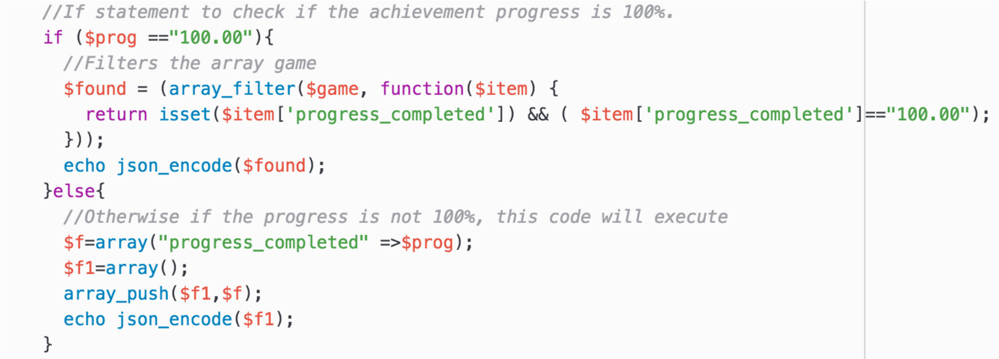 //If statement to check if the achievement progress is 100%.
if ($prog =="100.00"){
//Filters the array game
$found = (array_filter($game, function($item) {
return isset($item['progress_completed']) && ( $item['progress_completed']=="100.00");
}));
echo json_encode($found);
}else{
//Otherwise if the progress is not 100%, this code will execute
$f=array("progress_completed" =>$prog);
$f1=array();
array_push($f1,$f);
echo json_encode($f1);
}